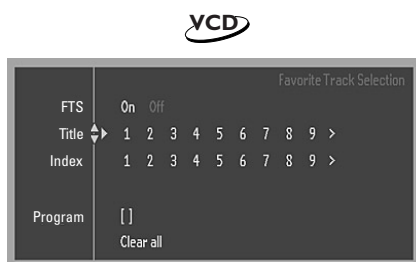 VCD
Favorite Track Selection
FTS On Off
Title 1 2 3 4 5 6 7 8 9 >
Index 1 2 3 4 5 6 7 8 9 >
Program [ ]
Clear all